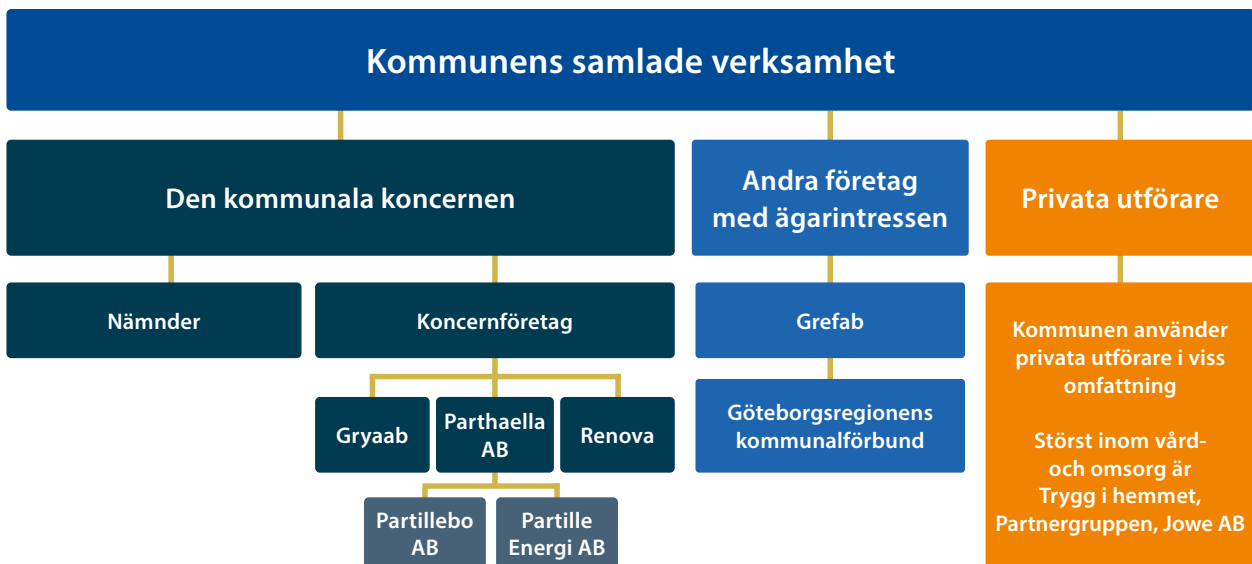 Kommunens samlade verksamhet
Den kommunala koncernen
Andra företag
med ägarintressen
Privata utförare
Nämnder
Koncernföretag
Grefab
Kommunen använder
privata utförare i viss
omfattning
Störst inom vård-
och omsorg är
Trygg i hemmet,
Partnergruppen, Jowe AB
Gryaab
Parthaella
AB
Renova
Göteborgsregionens
kommunalförbund
Partillebo
AB
Partille
Energi AB